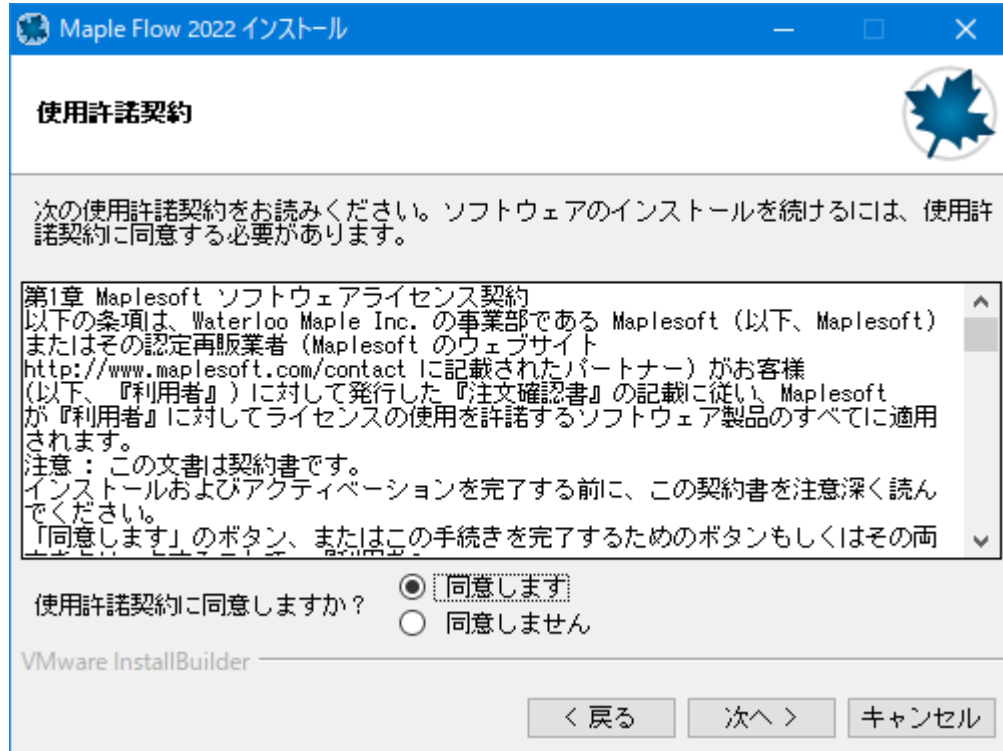 Maple Flow 2022 インストール
使用許諾契約
次の使用許諾契約をお読みください。ソフトウェアのインストールを続けるには、使用許
諾契約に同意する必要があります。
第1章 Maplesoft ソフトウェアライセンス契約
以下の条項は、Waterloo Maple Inc. の事業部である Maplesoft (以下、Maplesoft)
またはその認定再販業者 (Maplesoft のウェブサイト
http://www.maplesoft.com/contact に記載されたパートナー) がお客様
(以下、『利用者』) に対して発行した『注文確認書』の記載に従い、Maplesoft
が『利用者』に対してライセンスの使用を許諾するソフトウェア製品のすべてに適用
されます。
注意 : この文書は契約書です。
インストールおよびアクティベーションを完了する前に、この契約書を注意深く読ん
でください。
「同意します」のボタン、またはこの手続きを完了するためのボタンもしくはその両
使用許諾契約に同意しますか？
同意します
同意しません
VMware InstallBuilder
< 戻る
次へ >
キャンセル